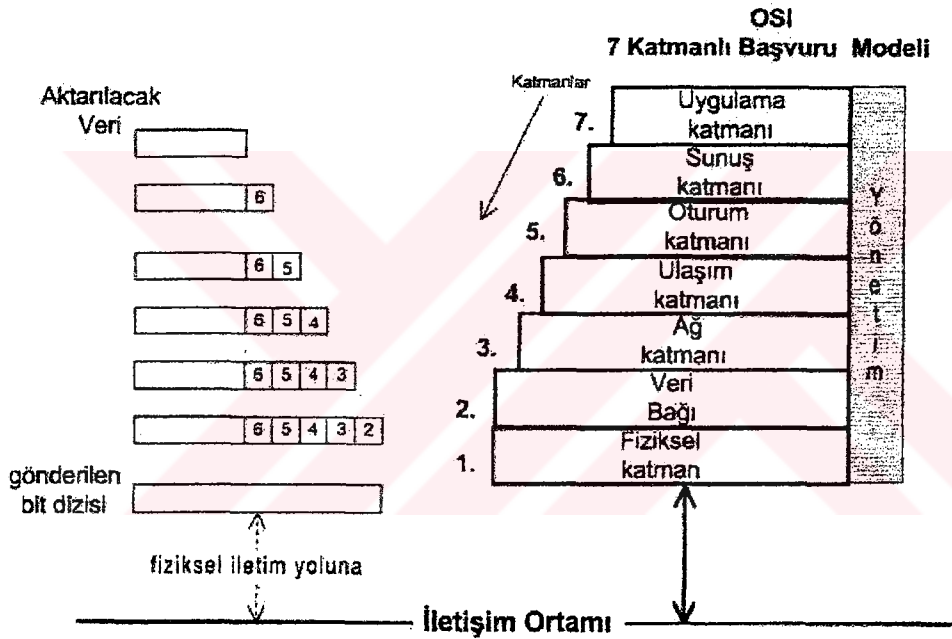 OSI
7 Katmanlı Başvuru Modeli
Katmanlar
Aktarılacak
Veri
6
6 5
6 5 4
6 5 4 3
6 5 4 3 2
gönderilen
bit dizisi
fiziksel iletim yoluna
7.
Uygulama
katmanı
6.
Sunuş
katmanı
5.
Oturum
katmanı
4.
Ulaşım
katmanı
3.
Ağ
katmanı
2.
Veri
Bağı
1.
Fiziksel
katman
Yönetim
İletişim Ortamı